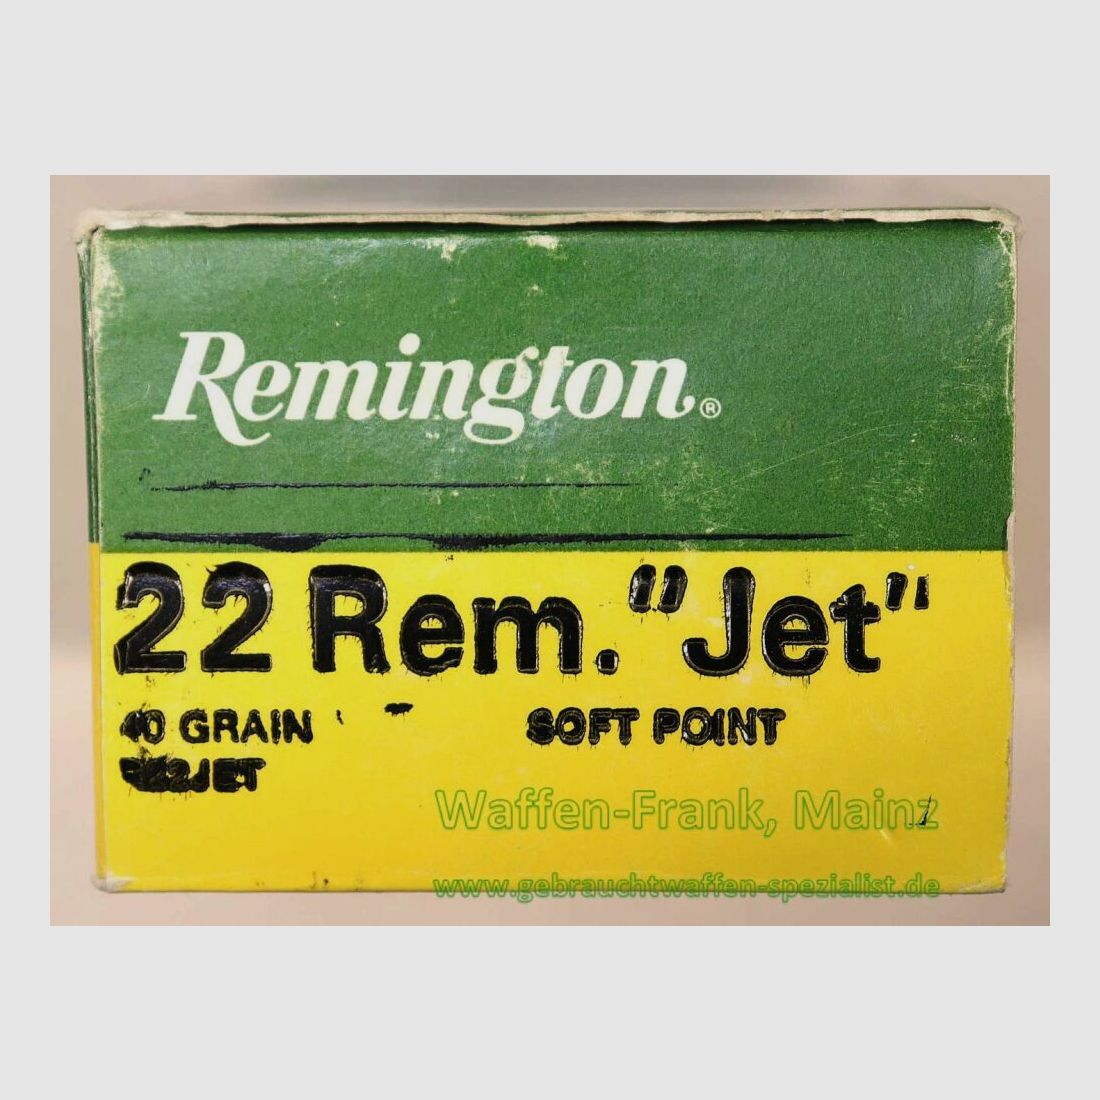 Remington®
22 Rem. "Jet"
40 GRAIN SOFT POINT
R22JET
Waffen-Frank, Mainz
www.gebrauchtwaffen-spezialist.de